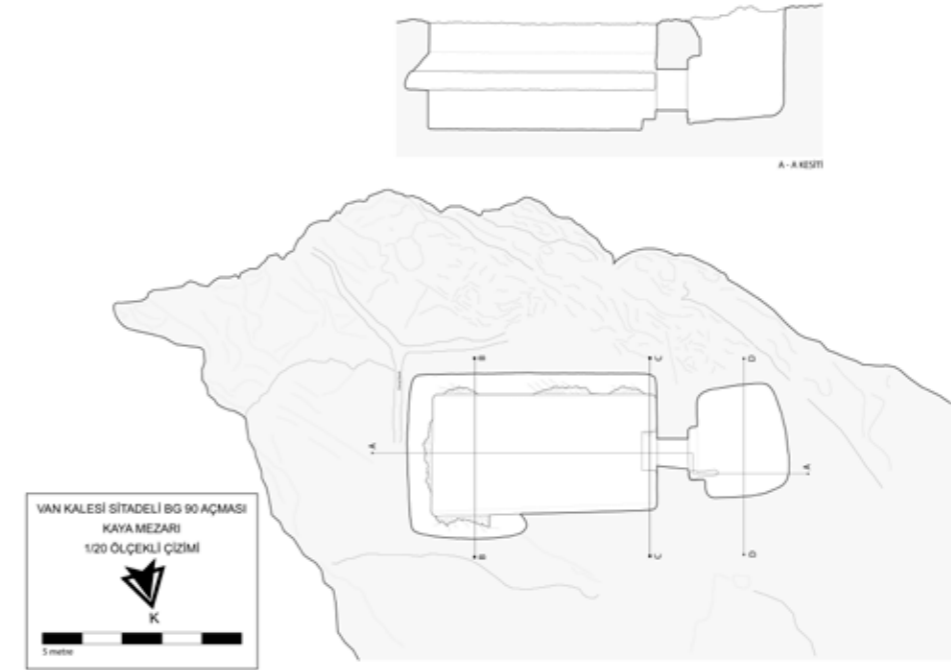 A - A KESİTİ
B
C
D
A
A
B
C
D
VAN KALESİ SİTADELİ BG 90 AÇMASI
KAYA MEZARI
1/20 ÖLÇEKLİ ÇİZİMİ
K
5 metre